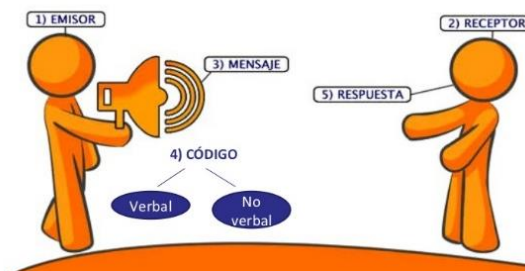 1) EMISOR
2) RECEPTOR
3) MENSAJE
5) RESPUESTA
4) CÓDIGO
Verbal
No
verbal